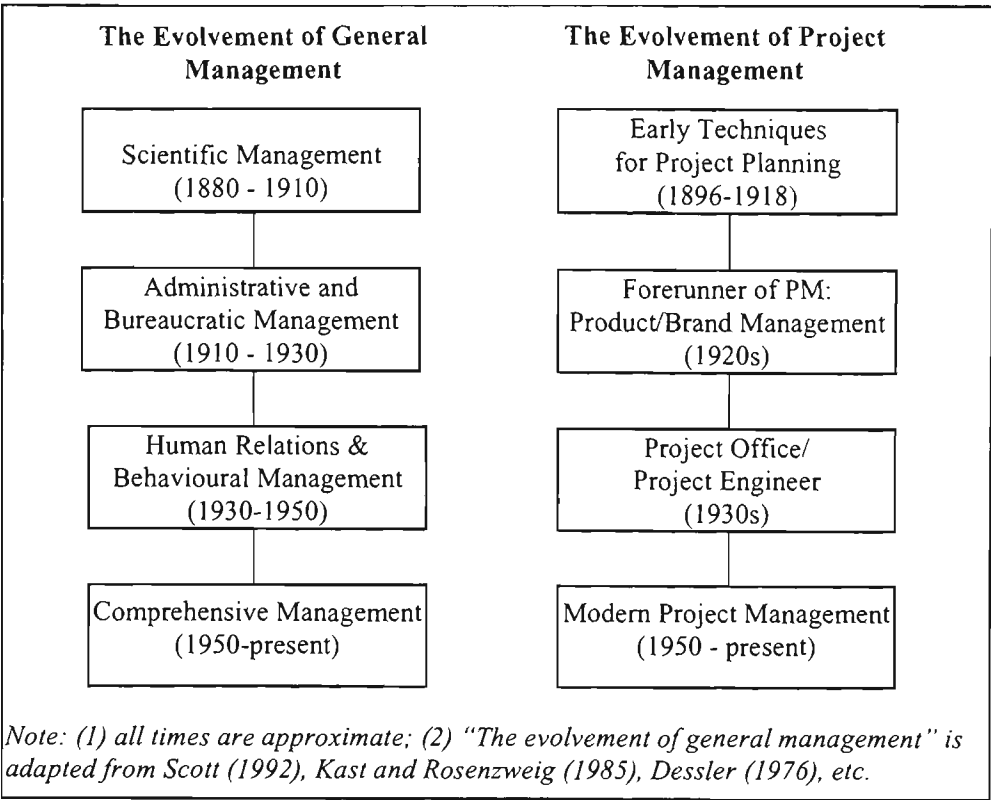 The Evolvement of General
Management
Scientific Management
(1880 - 1910)
Administrative and
Bureaucratic Management
(1910 - 1930)
Human Relations &
Behavioural Management
(1930-1950)
Comprehensive Management
(1950-present)
The Evolvement of Project
Management
Early Techniques
for Project Planning
(1896-1918)
Forerunner of PM:
Product/Brand Management
(1920s)
Project Office/
Project Engineer
(1930s)
Modern Project Management
(1950 - present)
Note: (1) all times are approximate; (2) “The evolvement of general management” is
adapted from Scott (1992), Kast and Rosenzweig (1985), Dessler (1976), etc.